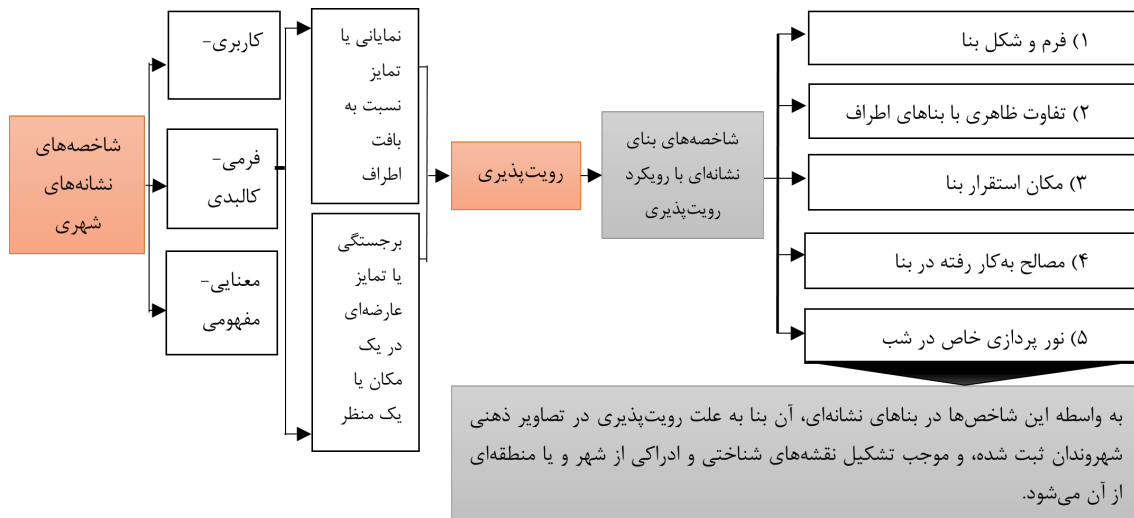 شاخصه‌های
نشانه‌های
شهری
کاربری-
فرمی-
کالبدی
معنایی-
مفهومی
نمایانی یا
تمایز
نسبت به
بافت
اطراف
برجستگی
یا تمایز
عارضه‌ای
در یک
مکان یا
یک منظر
رویت‌پذیری
شاخصه‌های بنای
نشانه‌ای با رویکرد
رویت‌پذیری
۱) فرم و شکل بنا
۲) تفاوت ظاهری با بناهای اطراف
۳) مکان استقرار بنا
۴) مصالح به‌کار رفته در بنا
۵) نور پردازی خاص در شب
به واسطه این شاخص‌ها در بناهای نشانه‌ای، آن بنا به علت رویت‌پذیری در تصاویر ذهنی
شهروندان ثبت شده، و موجب تشکیل نقشه‌های شناختی و ادراکی از شهر و یا منطقه‌ای
از آن می‌شود.